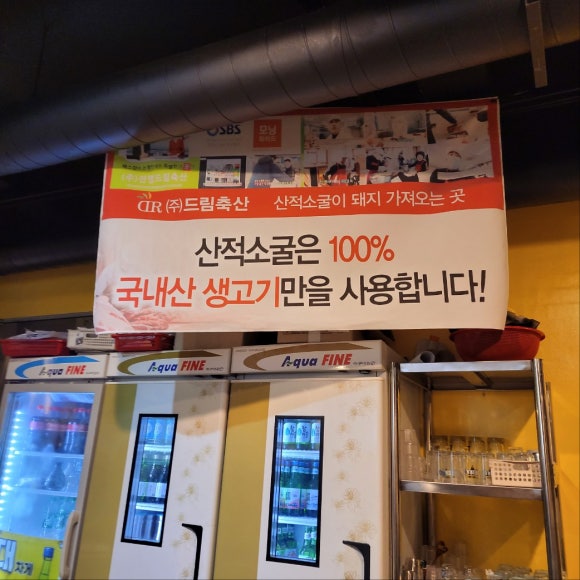 SBS 모닝
(주)드림축산 산적소굴이 돼지 가져오는 곳
산적소굴은 100%
국내산 생고기만을 사용합니다!
Aqua FINE
Aqua FINE
Aqua FINE